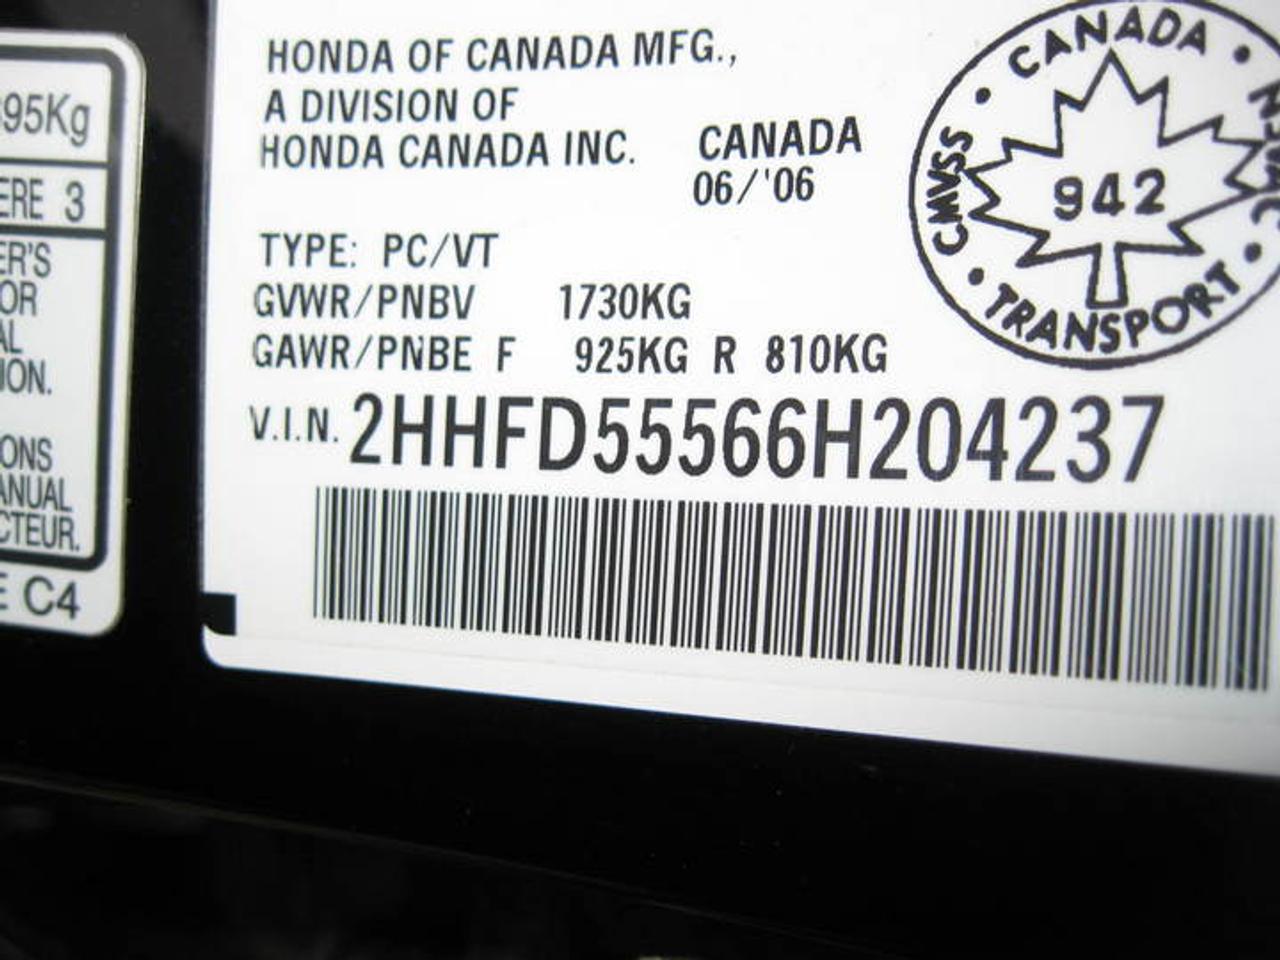 95Kg
ERE 3
ER'S
OR
AL
ION.
ONS
ANUAL
CTEUR.
E C4
HONDA OF CANADA MFG.,
A DIVISION OF
HONDA CANADA INC. CANADA
06/'06
TYPE: PC/VT
GVWR/PNBV 1730KG
GAWR/PNBE F 925KG R 810KG
V.I.N. 2HHFD55566H204237
CANADA
CMVSS
942
TRANSPORT